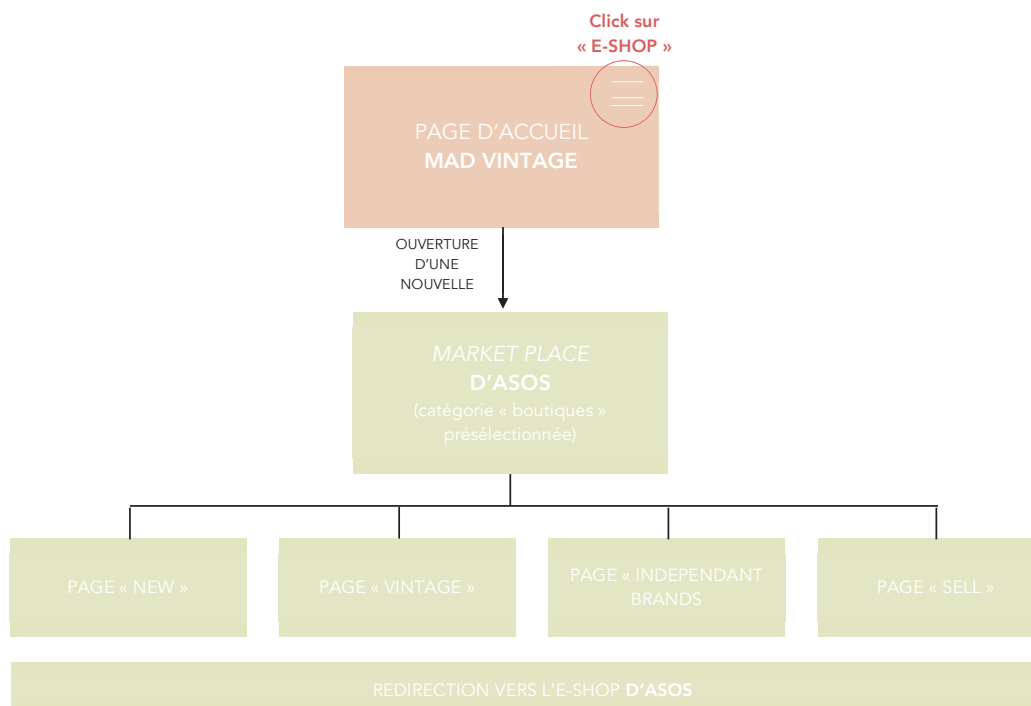 Click sur
« E-SHOP »
PAGE D'ACCUEIL
MAD VINTAGE
OUVERTURE
D'UNE
NOUVELLE
MARKET PLACE
D'ASOS
(catégorie « boutiques »
présélectionnée)
PAGE « NEW »
PAGE « VINTAGE »
PAGE « INDEPENDANT
BRANDS
PAGE « SELL »
REDIRECTION VERS L'E-SHOP D'ASOS